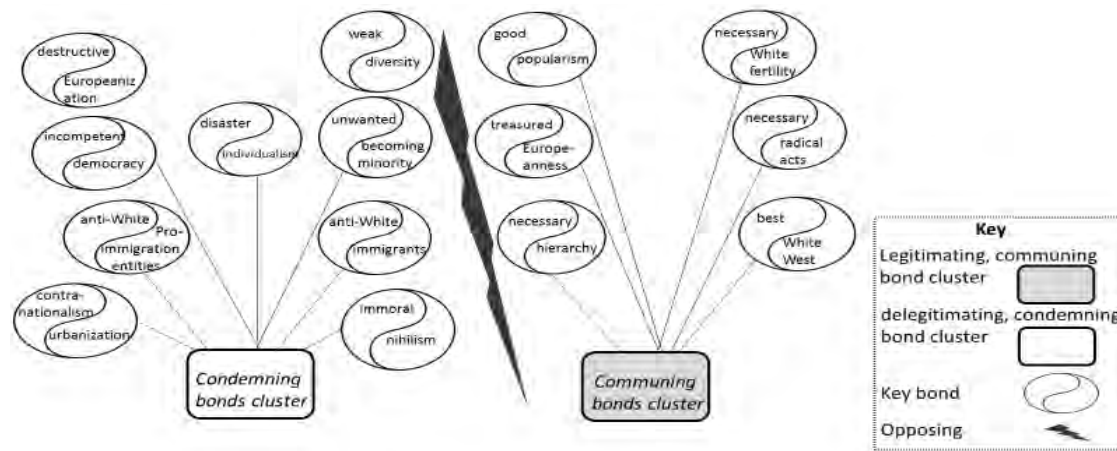 destructive
Europeaniz
ation
incompetent
democracy
anti-White
Pro-
immigration
entities
contra-
nationalism
urbanization
disaster
individualism
weak
diversity
unwanted
becoming
minority
anti-White
immigrants
immoral
nihilism
Condemning
bonds cluster
good
popularism
treasured
Europe-
anness
necessary
hierarchy
necessary
White
fertility
necessary
radical
acts
best
White
West
Communing
bonds cluster
Key
Legitimating, communing
bond cluster
delegitimating, condemning
bond cluster
Key bond
Opposing